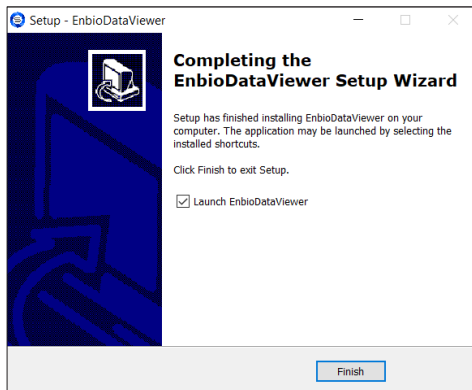 Setup - EnbioDataViewer
Completing the
EnbioDataViewer Setup Wizard
Setup has finished installing EnbioDataViewer on your
computer. The application may be launched by selecting the
installed shortcuts.
Click Finish to exit Setup.
Launch EnbioDataViewer
Finish